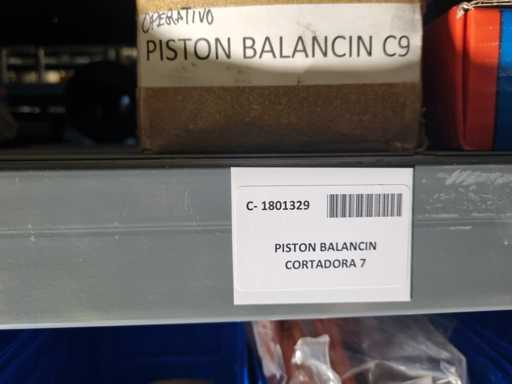 OPERATIVO
PISTON BALANCIN C9
C- 1801329
PISTON BALANCIN
CORTADORA 7